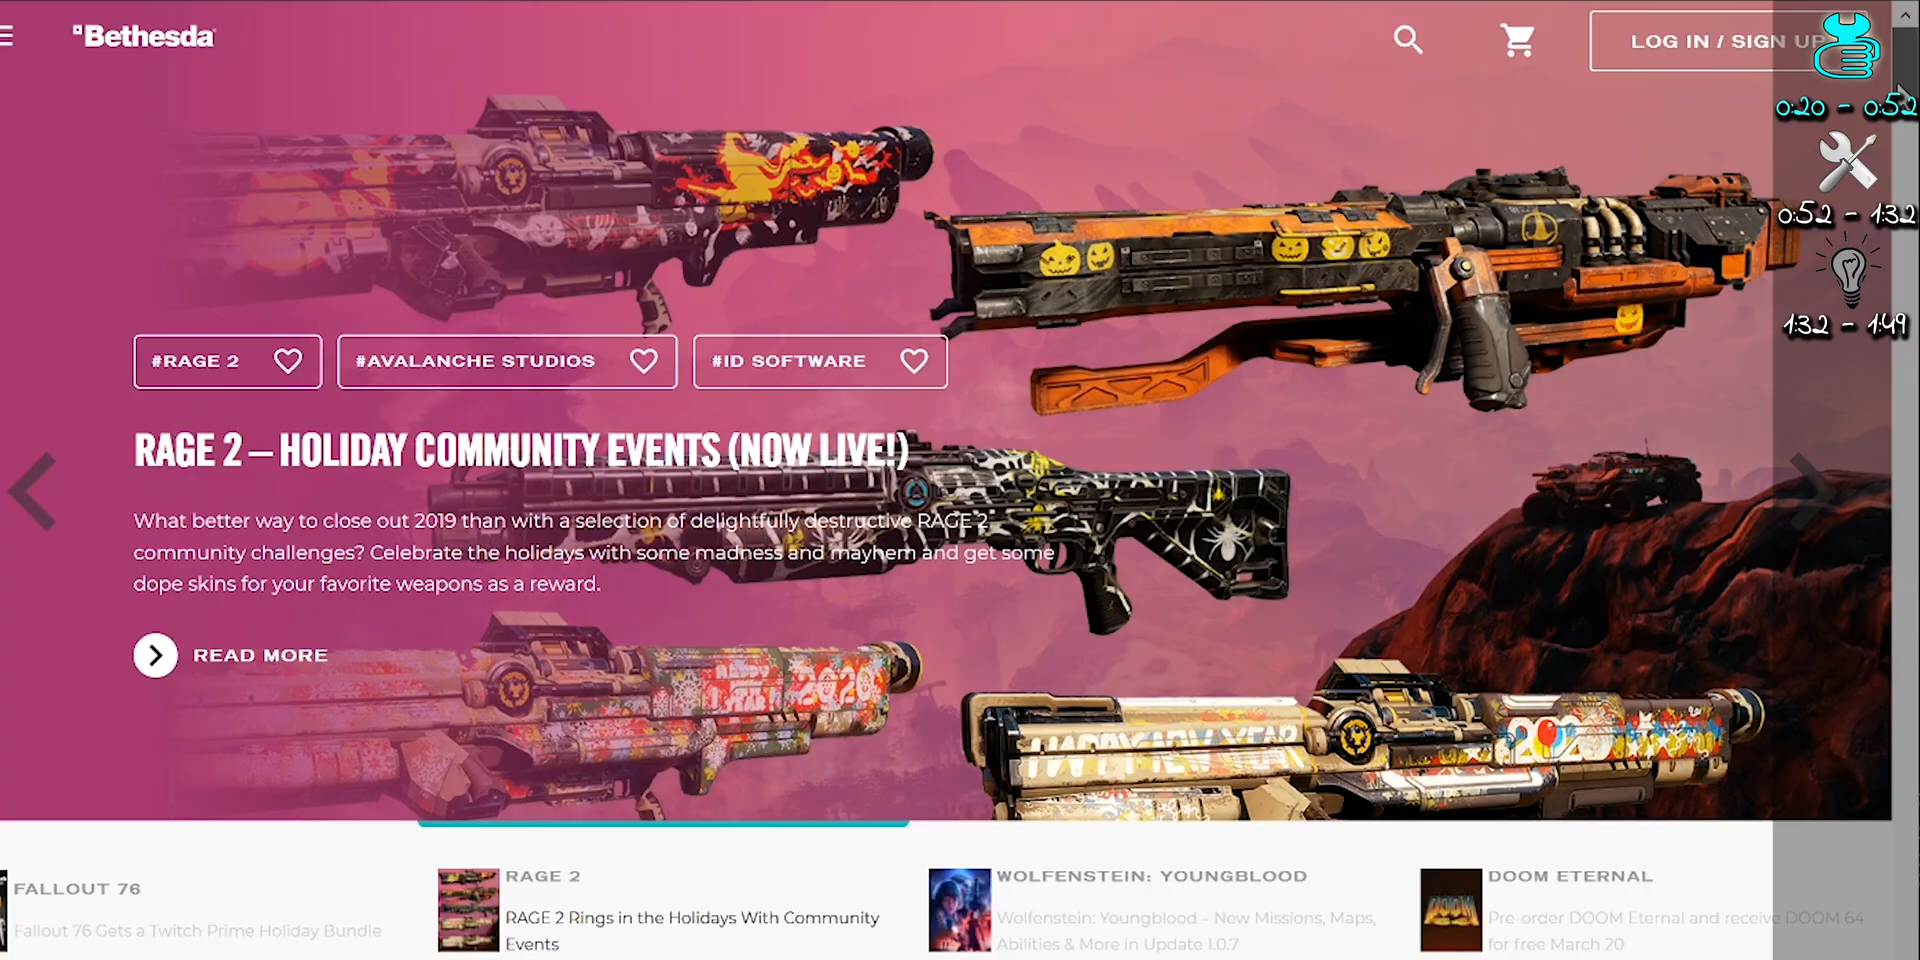 Bethesda
LOG IN / SIGN UP
0:20 - 0:52
0:52 - 1:32
1:32 - 1:49
#RAGE 2
#AVALANCHE STUDIOS
#ID SOFTWARE
RAGE 2 – HOLIDAY COMMUNITY EVENTS (NOW LIVE!)
What better way to close out 2019 than with a selection of delightfully destructive RAGE 2
community challenges? Celebrate the holidays with some madness and mayhem and get some
dope skins for your favorite weapons as a reward.
READ MORE
HAPPY NEW YEAR
2020
2020
FALLOUT 76
Fallout 76 Gets a Twitch Prime Holiday Bundle
RAGE 2
RAGE 2 Rings in the Holidays With Community
Events
WOLFENSTEIN: YOUNGBLOOD
Wolfenstein: Youngblood – New Missions, Maps,
Abilities & More in Update 1.0.7
DOOM
DOOM ETERNAL
Pre-order DOOM Eternal and receive DOOM 64
for free March 20